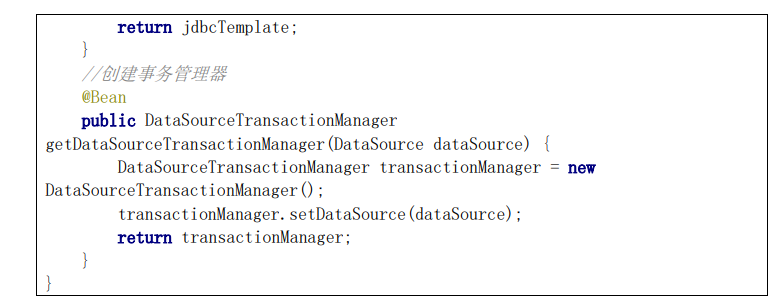 return jdbcTemplate;
}
//创建事务管理器
@Bean
public DataSourceTransactionManager
getDataSourceTransactionManager(DataSource dataSource) {
DataSourceTransactionManager transactionManager = new
DataSourceTransactionManager();
transactionManager.setDataSource(dataSource);
return transactionManager;
}
}